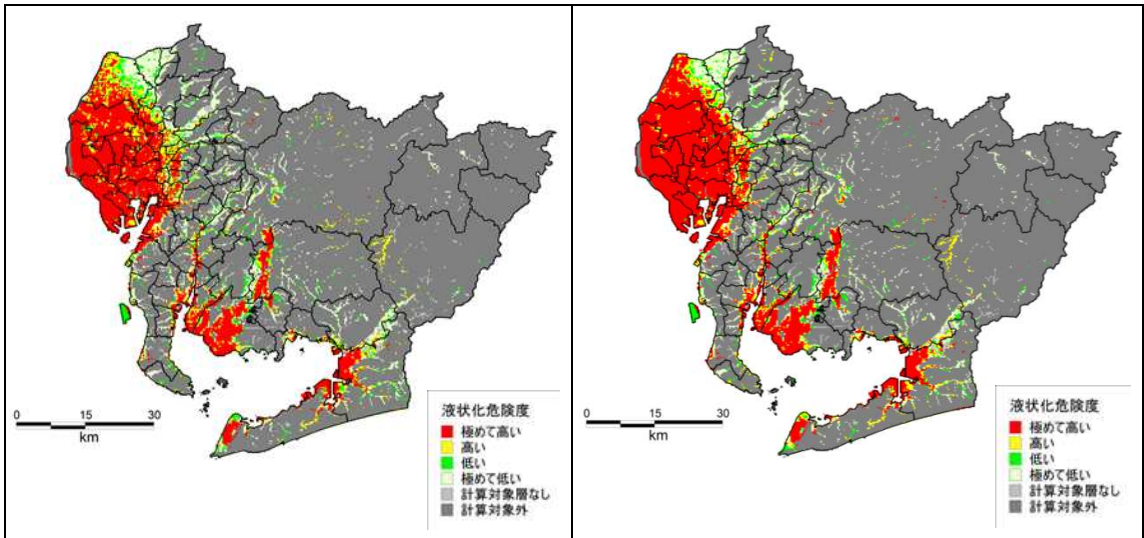 0 15 30
km
液状化危険度
極めて高い
高い
低い
極めて低い
計算対象層なし
計算対象外
0 15 30
km
液状化危険度
極めて高い
高い
低い
極めて低い
計算対象層なし
計算対象外